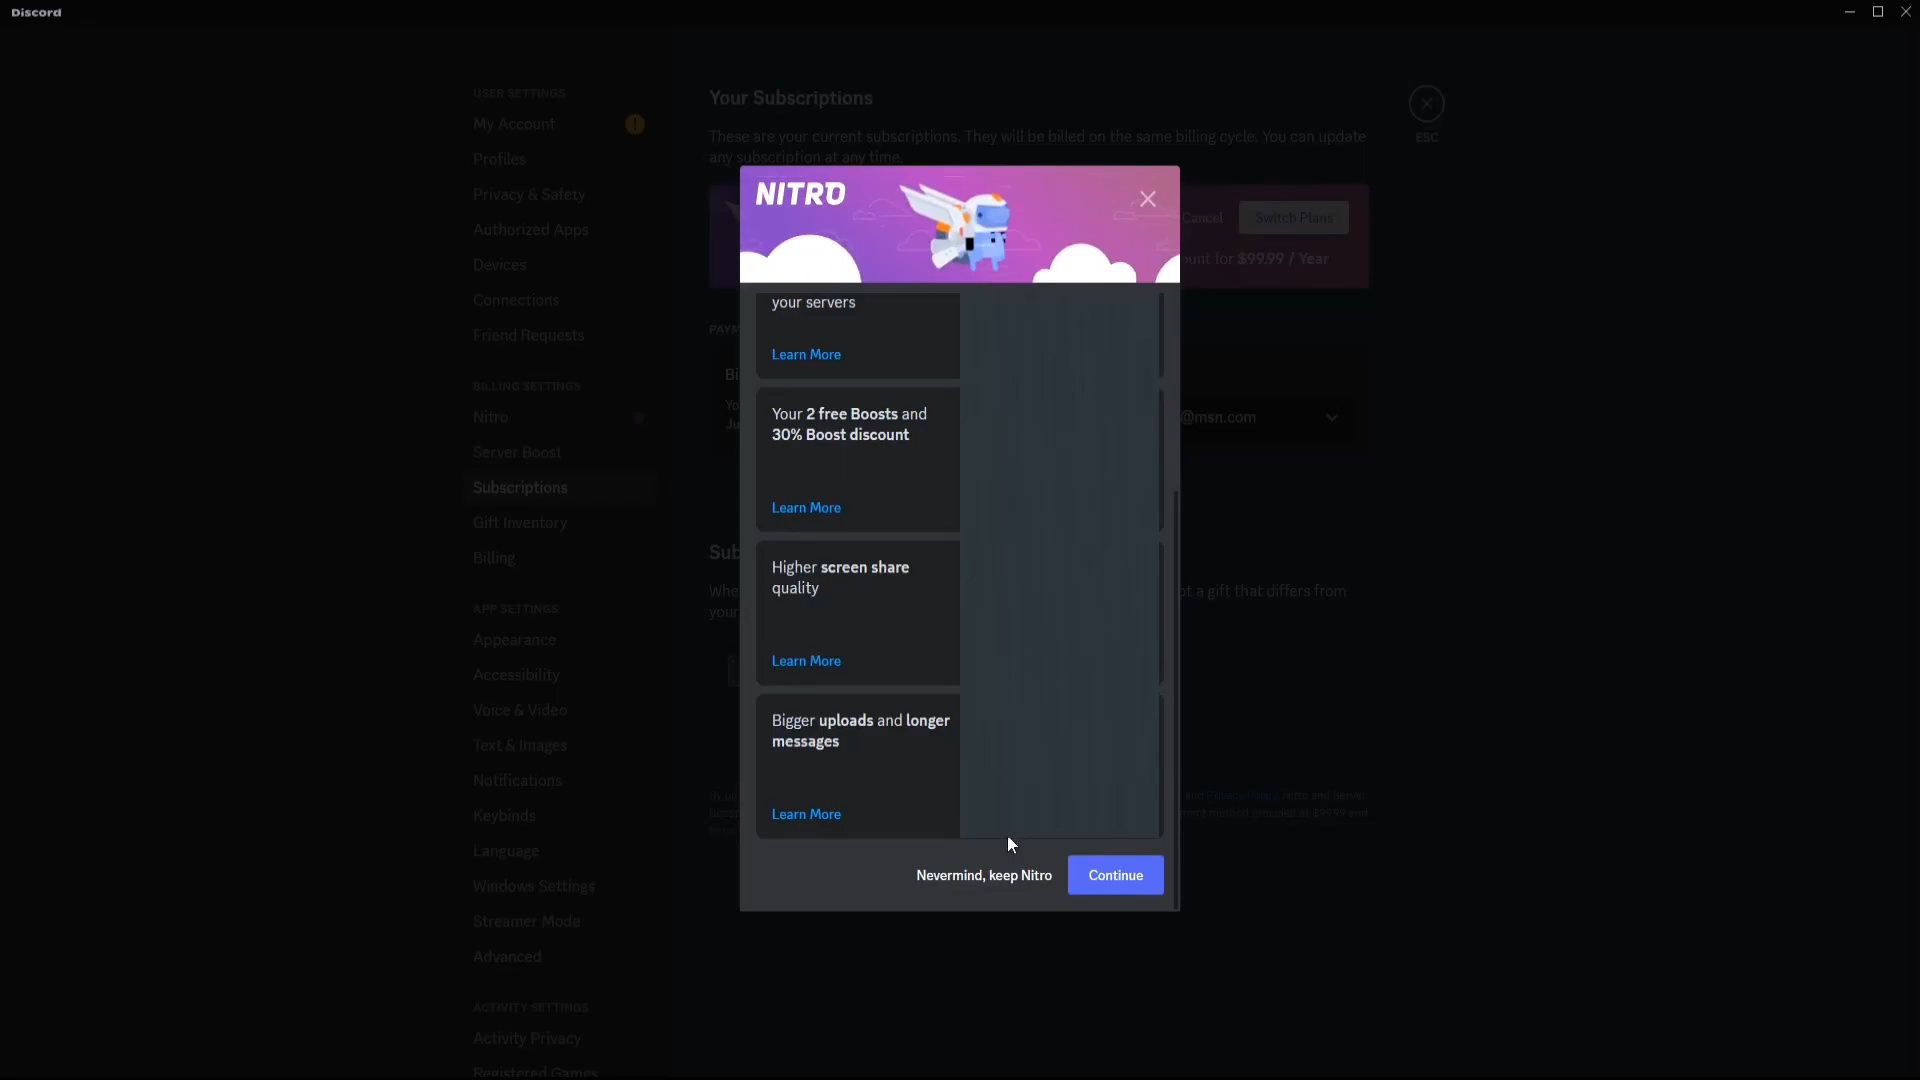 Discord
USER SETTINGS
My Account
Profiles
Privacy & Safety
Authorized Apps
Devices
Connections
Friend Requests
BILLING SETTINGS
Nitro
Server Boost
Subscriptions
Gift Inventory
Billing
APP SETTINGS
Appearance
Accessibility
Voice & Video
Text & Images
Notifications
Keybinds
Language
Windows Settings
Streamer Mode
Advanced
ACTIVITY SETTINGS
Activity Privacy
Registered Games
Your Subscriptions
These are your current subscriptions. They will be billed on the same billing cycle. You can update
any subscription at any time.
ESC
Cancel
Switch Plans
$99.99 / Year
@msn.com
ot a gift that differs from
your
NITRO
your servers
Learn More
Your 2 free Boosts and
30% Boost discount
Learn More
Higher screen share
quality
Learn More
Bigger uploads and longer
messages
Learn More
Nevermind, keep Nitro
Continue